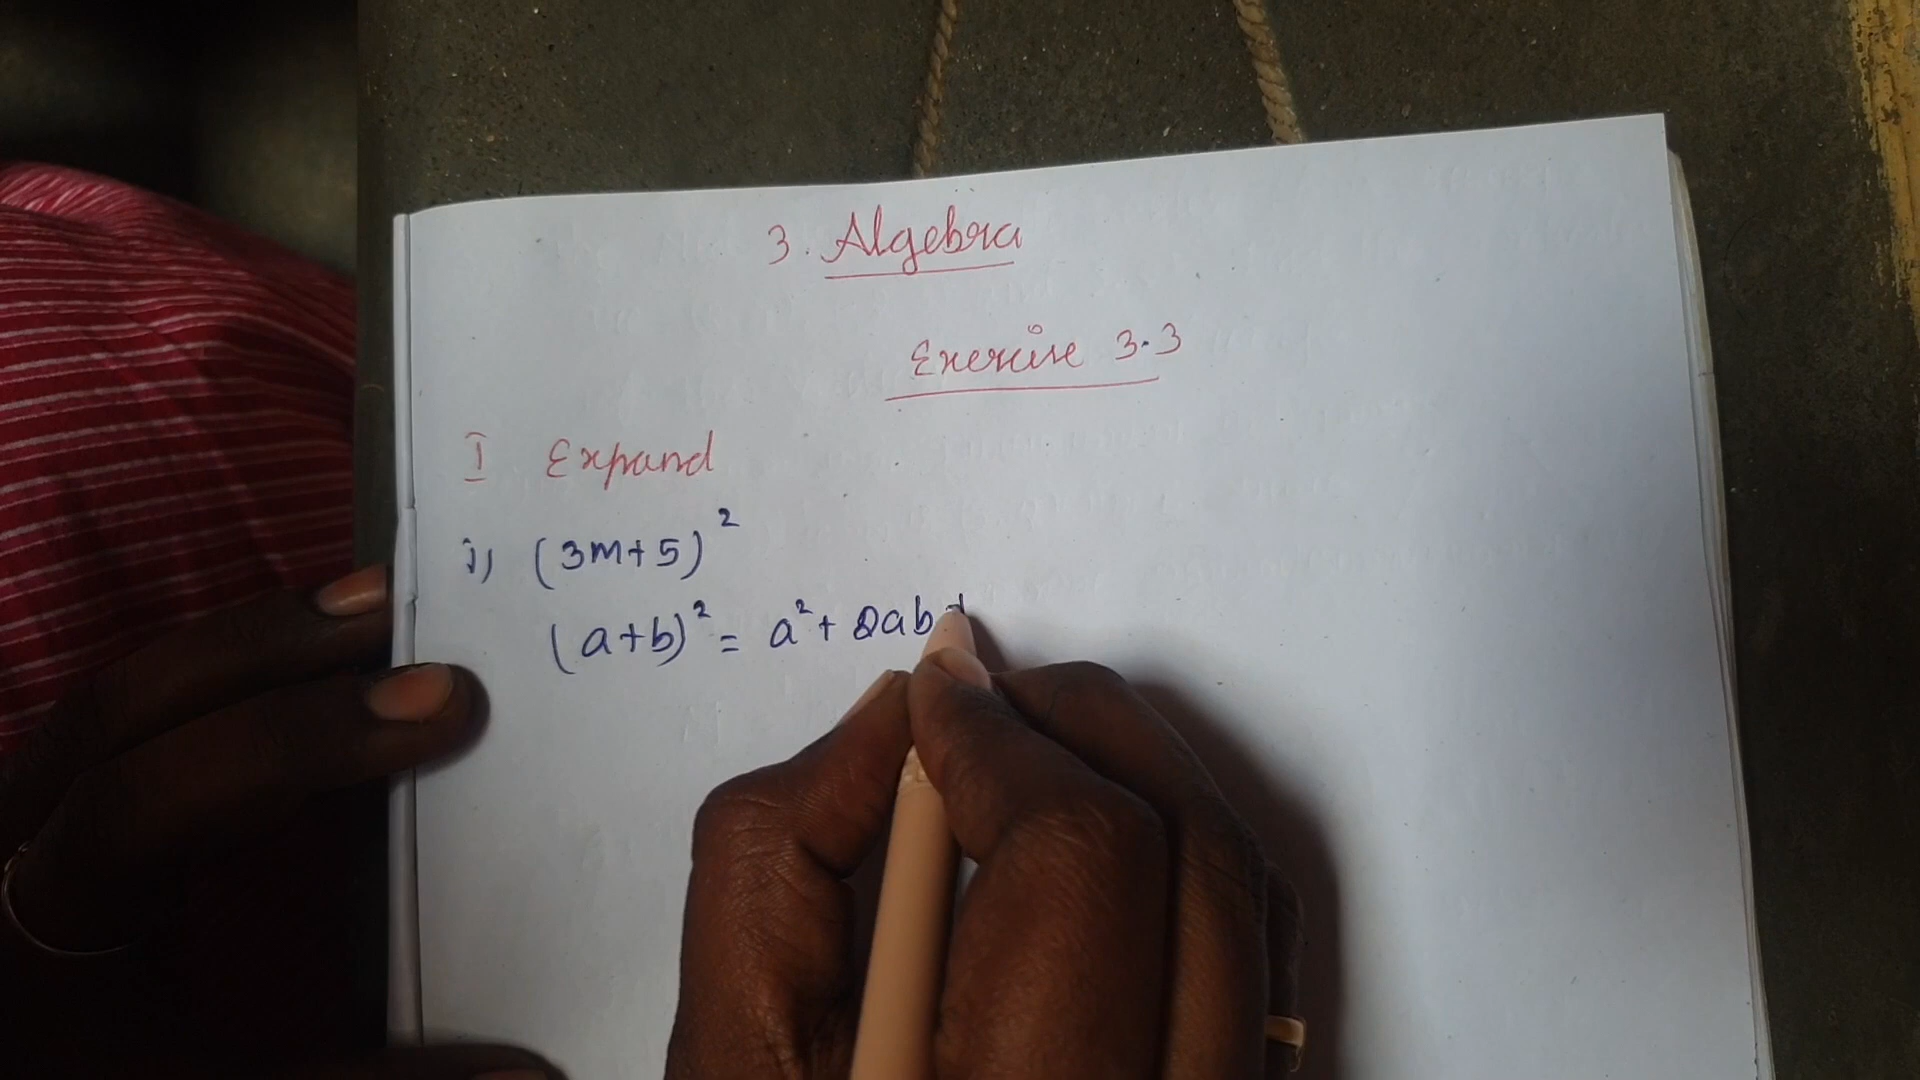 3. Algebra
Exercise 3.3
I Expand
i) (3m+5)²
(a+b)² = a² + 2ab +